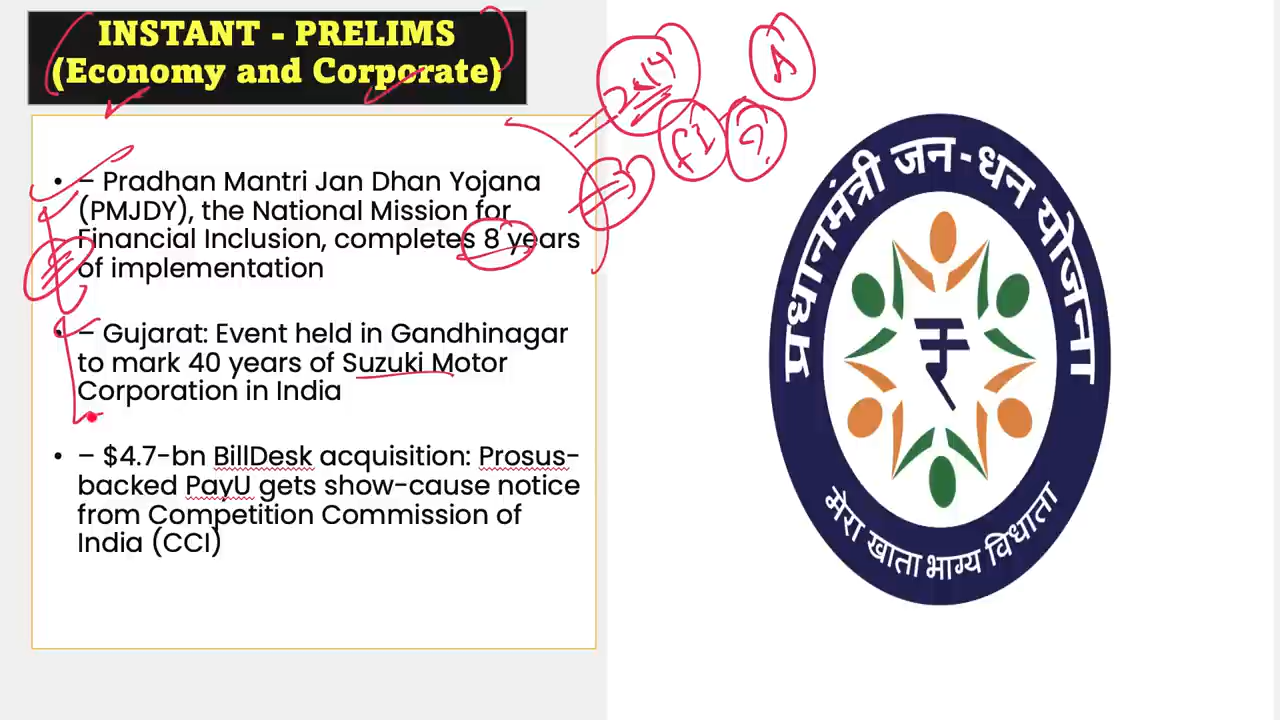 INSTANT - PRELIMS
(Economy and Corporate)
• – Pradhan Mantri Jan Dhan Yojana
(PMJDY), the National Mission for
Financial Inclusion, completes 8 years
of implementation
• – Gujarat: Event held in Gandhinagar
to mark 40 years of Suzuki Motor
Corporation in India
• – $4.7-bn BillDesk acquisition: Prosus-
backed PayU gets show-cause notice
from Competition Commission of
India (CCI)
2014
A
FI
?
प्रधानमंत्री जन-धन योजना
मेरा खाता भाग्य विधाता